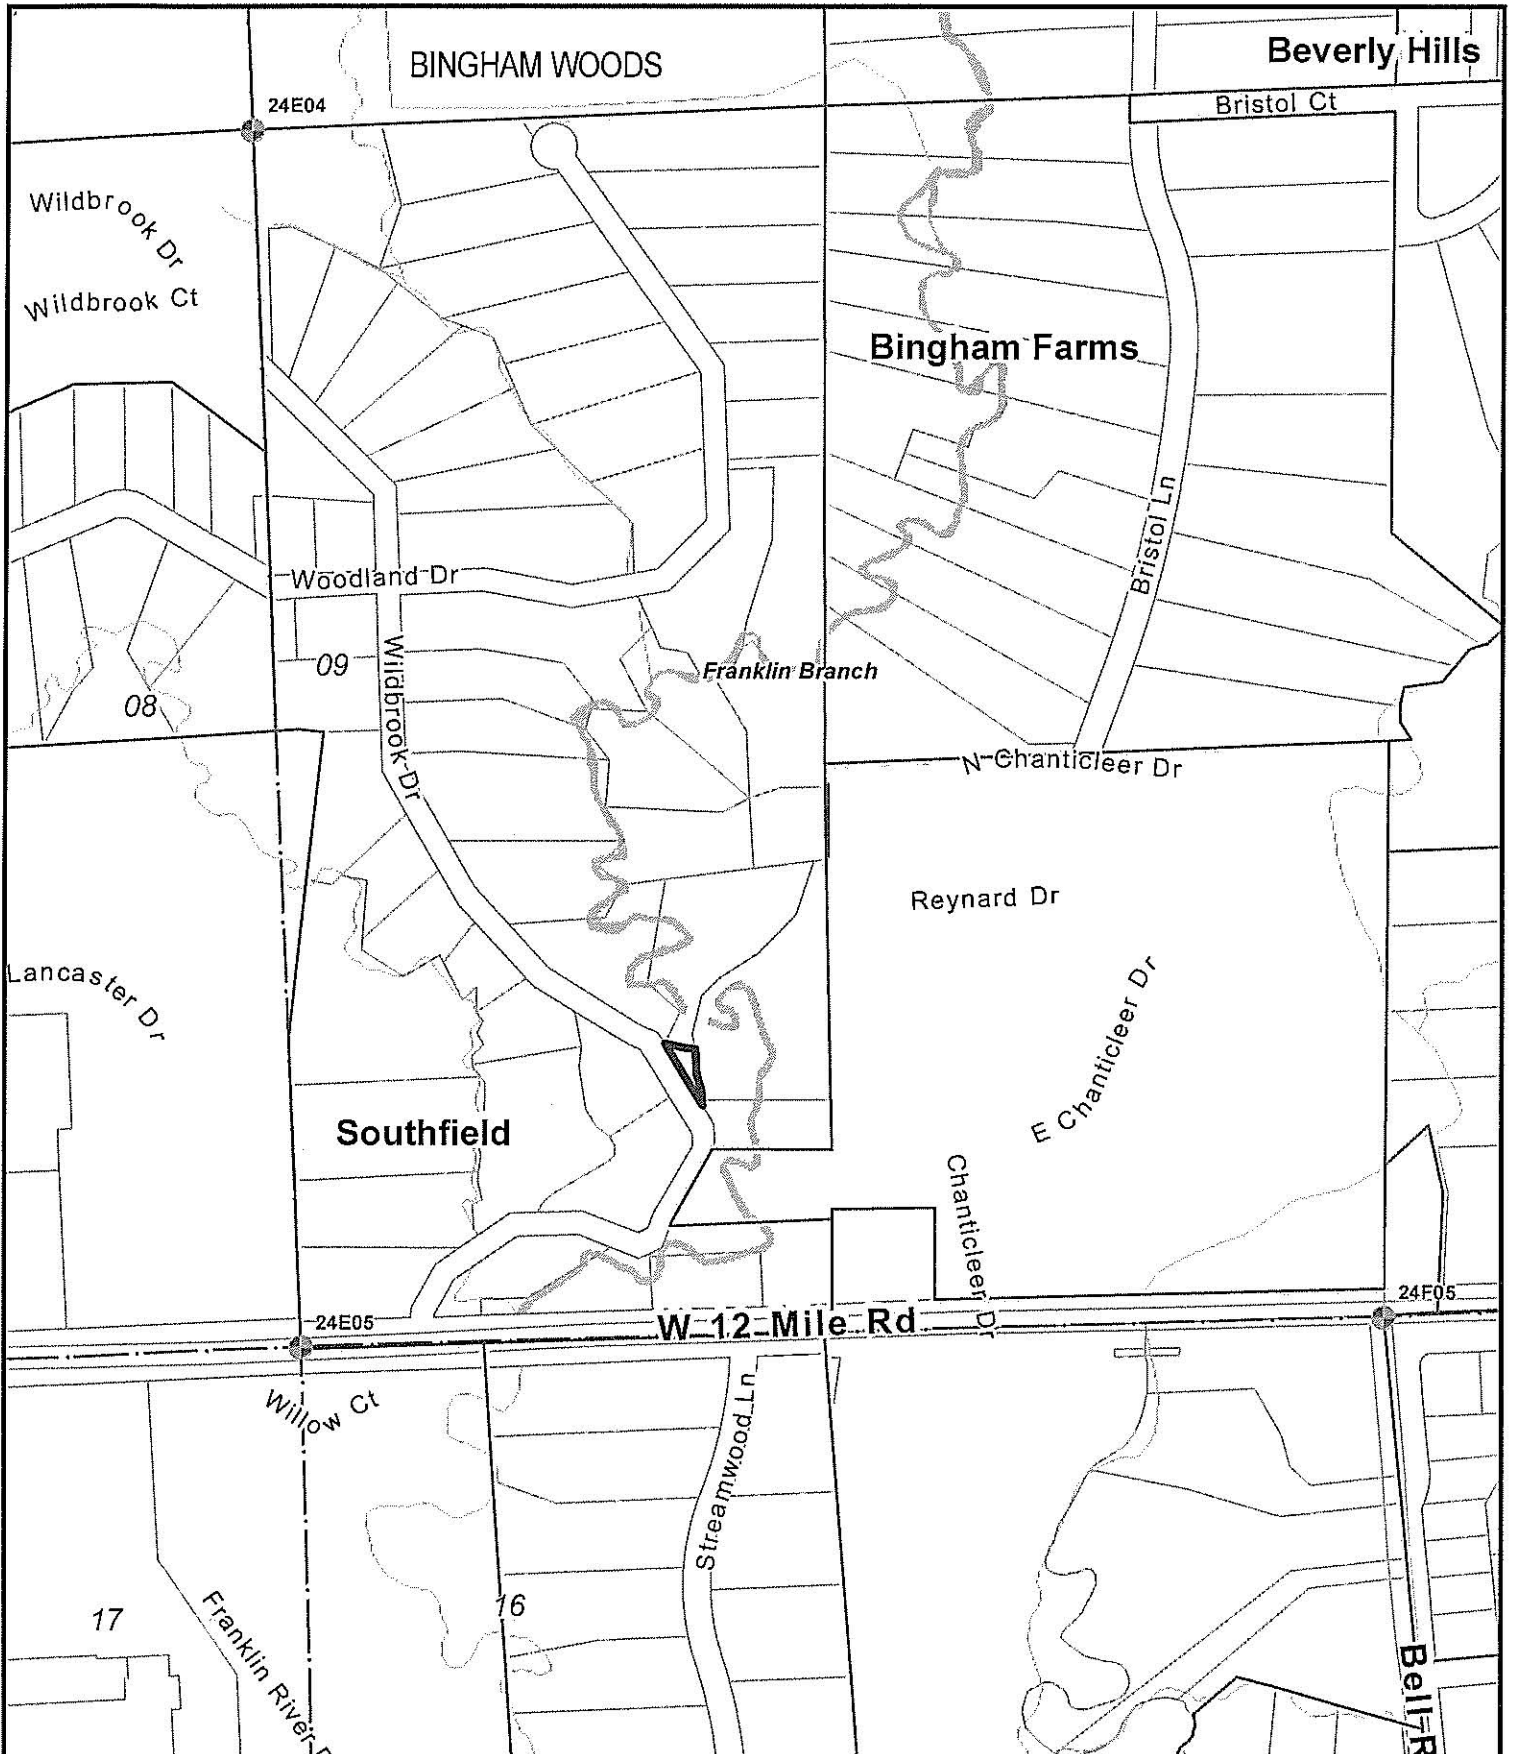 BINGHAM WOODS
Beverly Hills
24E04
Bristol Ct
Wildbrook Dr
Wildbrook Ct
Bingham Farms
Bristol Ln
Woodland Dr
09
Wildbrook Dr
Franklin Branch
08
N Chanticleer Dr
Reynard Dr
Lancaster Dr
E Chanticleer Dr
Southfield
Chanticleer Dr
24E05
W 12 Mile Rd
24F05
Willow Ct
Streamwood Ln
16
17
Franklin River
Bell